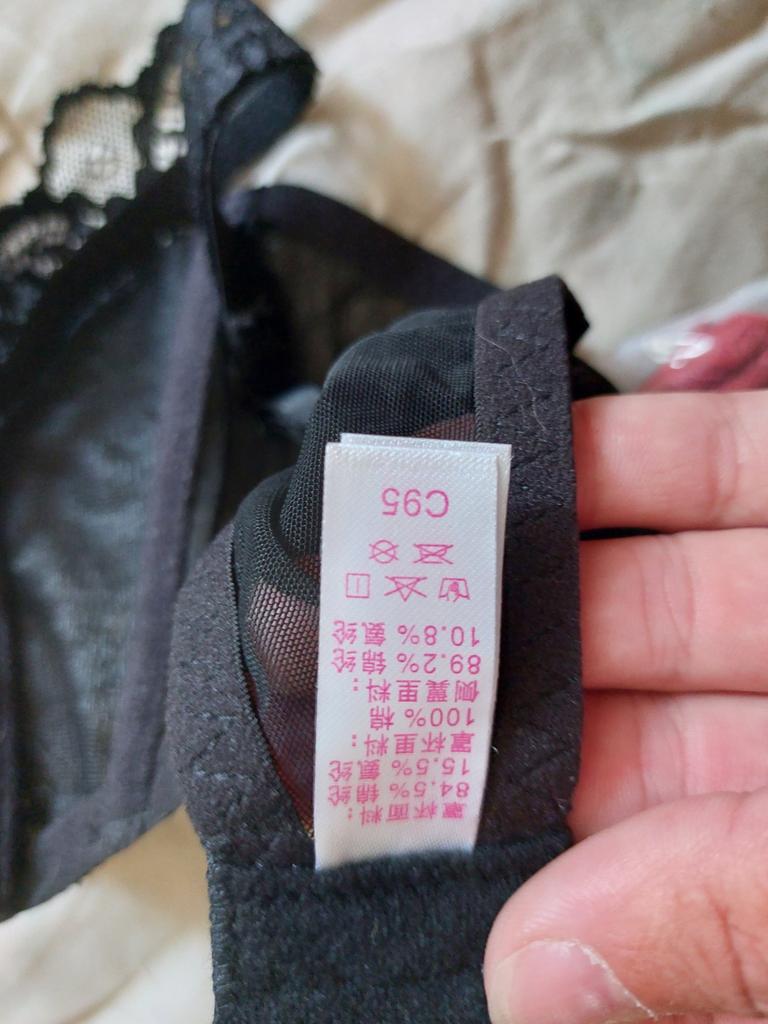 罩杯面料：
84.5% 锦纶
15.5% 氨纶
罩杯里料：
100% 棉
侧翼里料：
89.2% 锦纶
10.8% 氨纶
C95